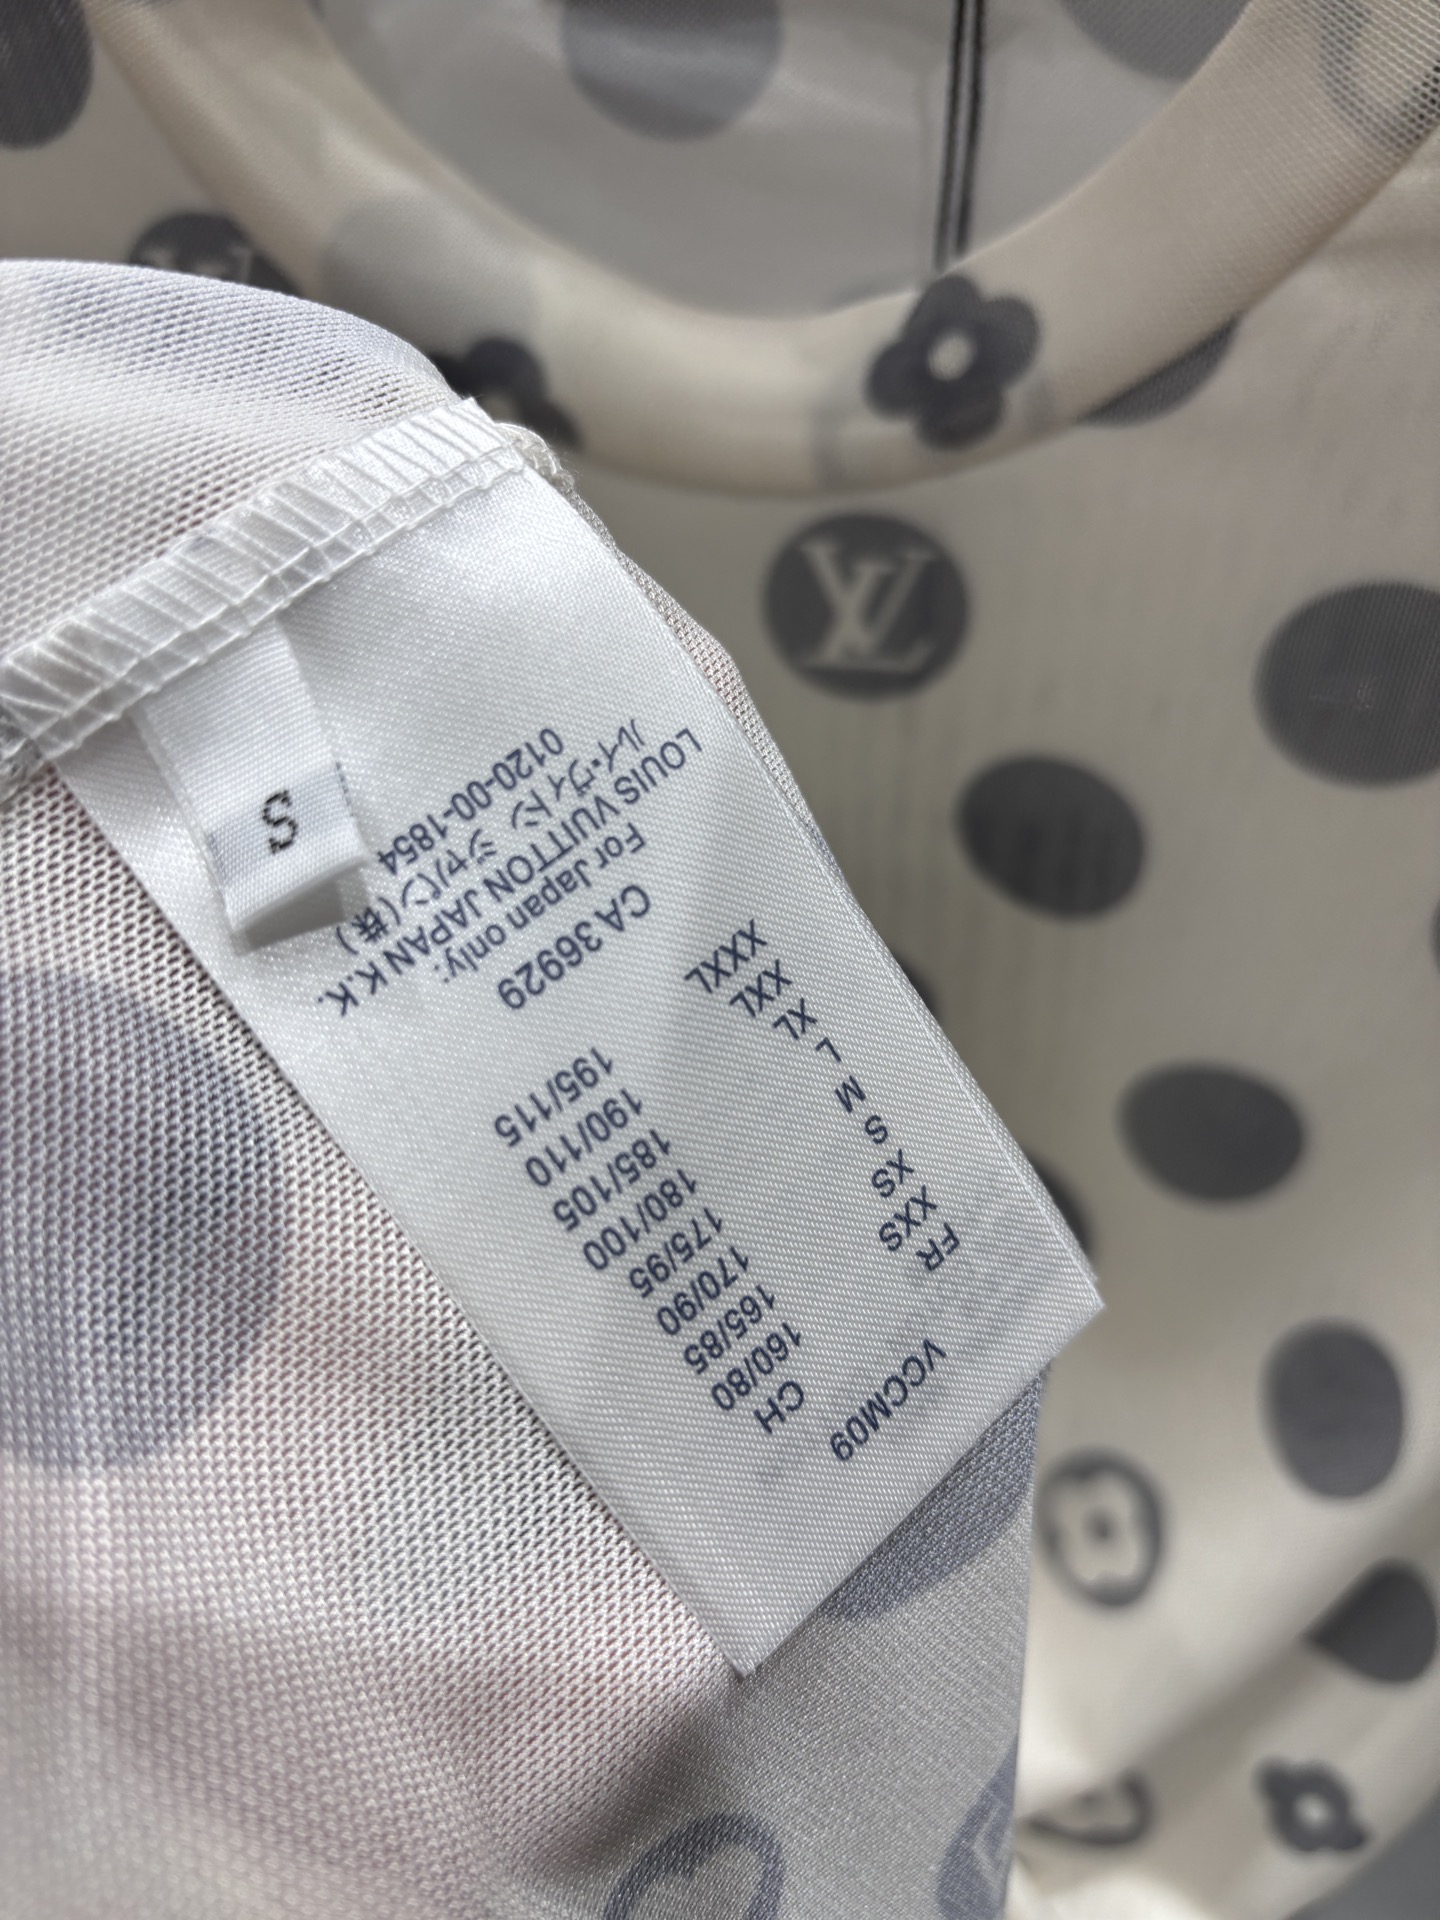 VCCM09
FR CH
XXS 160/80
XS 165/85
S 170/90
M 175/95
L 180/100
XL 185/105
XXL 190/110
XXXL 195/115
CA 36929
For Japan only:
LOUIS VUITTON JAPAN K.K.
ルイ・ヴィトン ジャパン(株)
0120-00-1854
S
LV